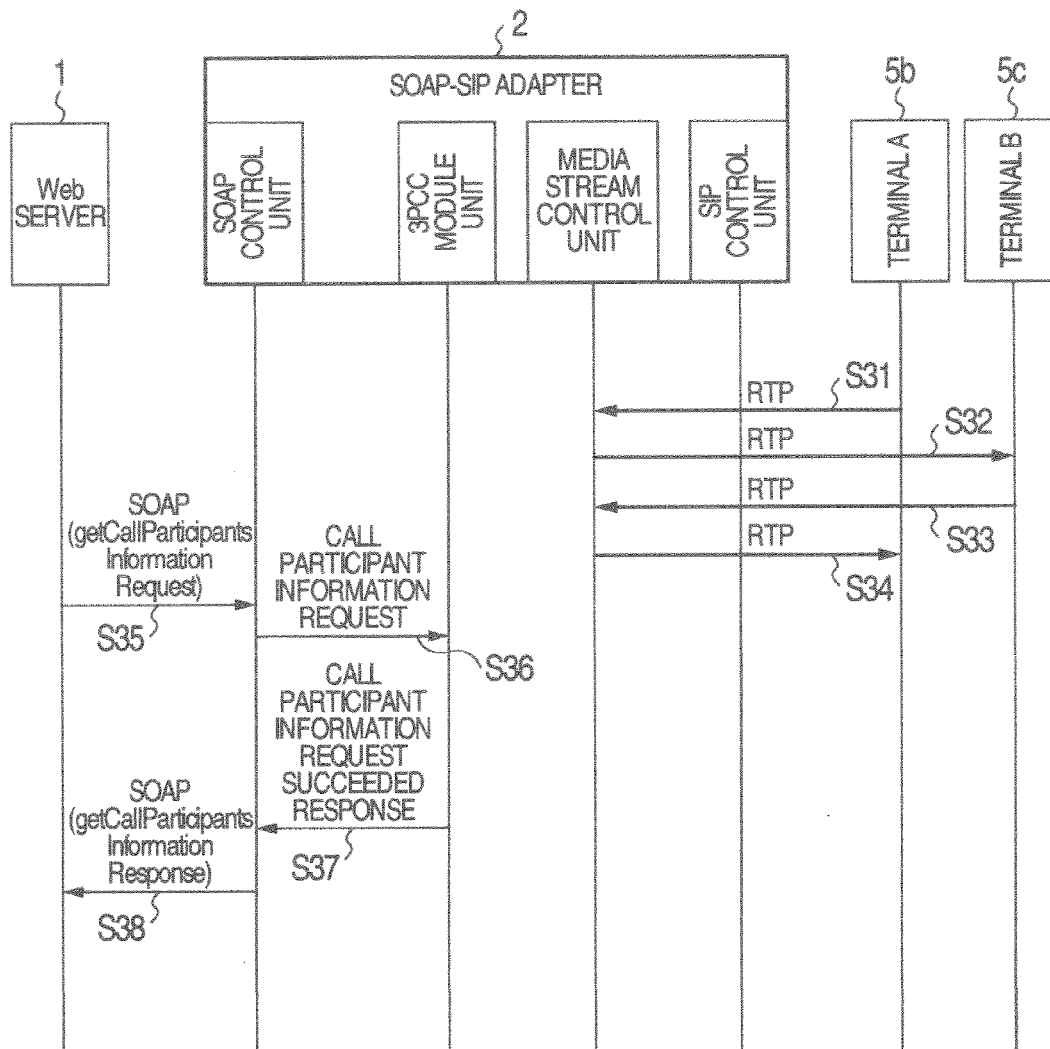 2
1
SOAP-SIP ADAPTER
5b
5c
Web
SERVER
SOAP
CONTROL
UNIT
3PCC
MODULE
UNIT
MEDIA
STREAM
CONTROL
UNIT
SIP
CONTROL
UNIT
TERMINAL A
TERMINAL B
RTP
S31
RTP
S32
RTP
S33
RTP
S34
SOAP
(getCallParticipants
Information
Request)
S35
CALL
PARTICIPANT
INFORMATION
REQUEST
S36
CALL
PARTICIPANT
INFORMATION
REQUEST
SUCCEEDED
RESPONSE
S37
SOAP
(getCallParticipants
Information
Response)
S38